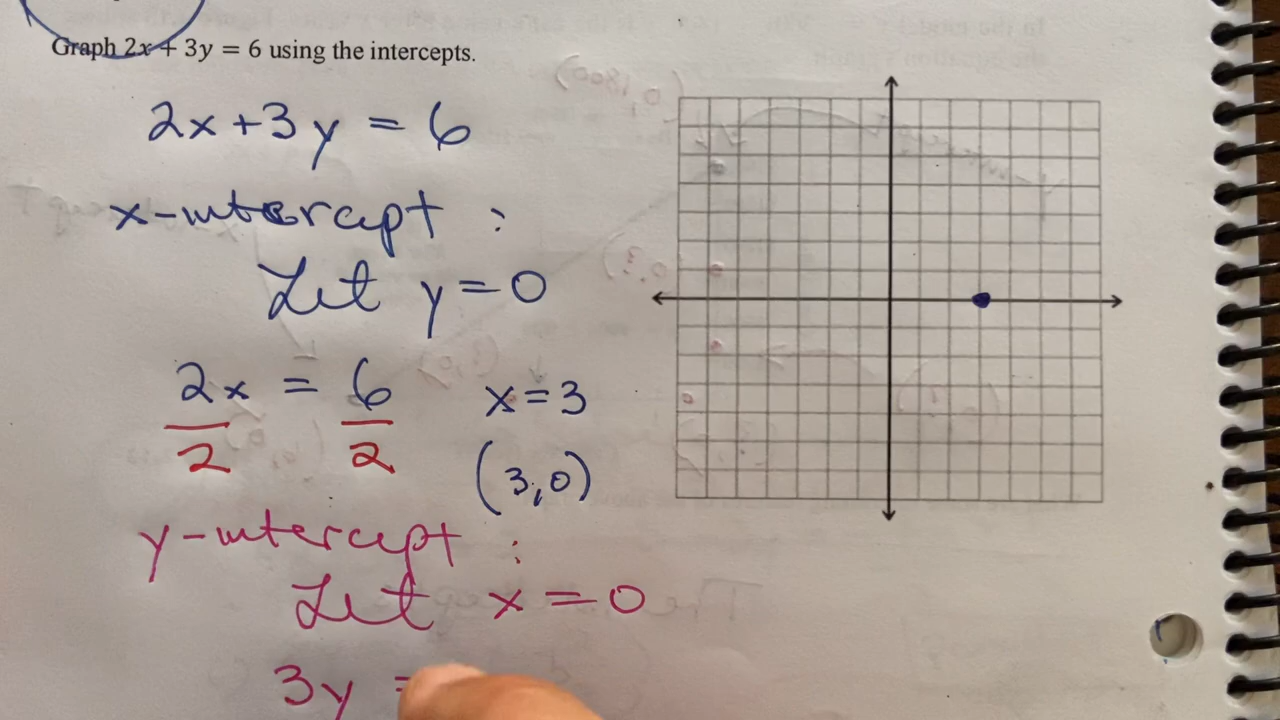 Graph 2x + 3y = 6 using the intercepts.
2x + 3y = 6
x-intercept :
Let y = 0
2x = 6 x = 3
2 2
(3,0)
y-intercept :
Let x = 0
3y =